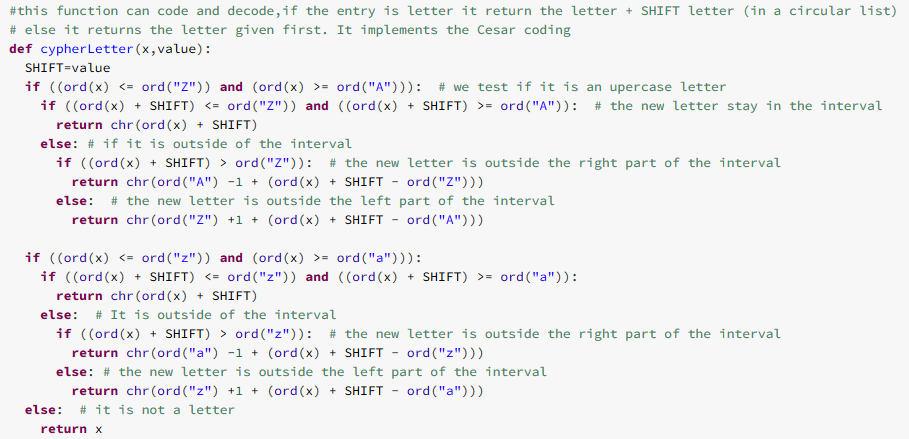 #this function can code and decode,if the entry is letter it return the letter + SHIFT letter (in a circular list)
# else it returns the letter given first. It implements the Cesar coding
def cypherLetter(x,value):
  SHIFT=value
  if ((ord(x) <= ord("Z")) and (ord(x) >= ord("A"))):  # we test if it is an upercase letter
    if ((ord(x) + SHIFT) <= ord("Z")) and ((ord(x) + SHIFT) >= ord("A")):  # the new letter stay in the interval
      return chr(ord(x) + SHIFT)
    else: # if it is outside of the interval
      if ((ord(x) + SHIFT) > ord("Z")):  # the new letter is outside the right part of the interval
        return chr(ord("A") -1 + (ord(x) + SHIFT - ord("Z")))
      else:  # the new letter is outside the left part of the interval
        return chr(ord("Z") +1 + (ord(x) + SHIFT - ord("A")))

  if ((ord(x) <= ord("z")) and (ord(x) >= ord("a"))):
    if ((ord(x) + SHIFT) <= ord("z")) and ((ord(x) + SHIFT) >= ord("a")):
      return chr(ord(x) + SHIFT)
    else:  # It is outside of the interval
      if ((ord(x) + SHIFT) > ord("z")):  # the new letter is outside the right part of the interval
        return chr(ord("a") -1 + (ord(x) + SHIFT - ord("z")))
      else: # the new letter is outside the left part of the interval
        return chr(ord("z") +1 + (ord(x) + SHIFT - ord("a")))
  else:  # it is not a letter
    return x